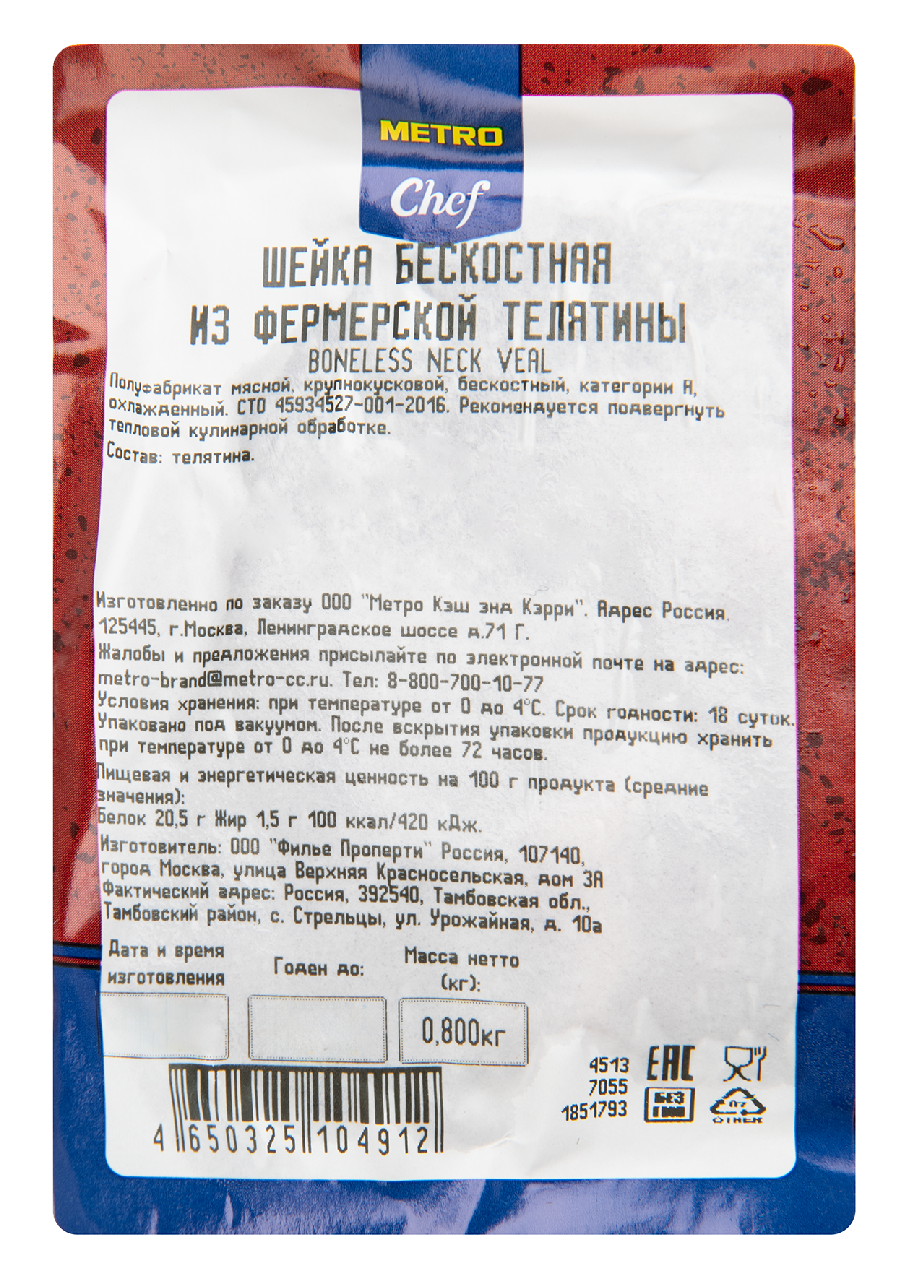 METRO
Chef
ШЕЙКА БЕСКОСТНАЯ
ИЗ ФЕРМЕРСКОЙ ТЕЛЯТИНЫ
BONELESS NECK VEAL
Полуфабрикат мясной, крупнокусковой, бескостный, категории А,
охлажденный. СТО 45934527-001-2016. Рекомендуется подвергнуть
тепловой кулинарной обработке.
Состав: телятина.
Изготовленно по заказу ООО "Метро Кэш энд Кэрри". Адрес Россия,
125445, г.Москва, Ленинградское шоссе д.71 Г.
Жалобы и предложения присылайте по электронной почте на адрес:
metro-brand@metro-cc.ru. Тел: 8-800-700-10-77
Условия хранения: при температуре от 0 до 4°С. Срок годности: 18 суток.
Упаковано под вакуумом. После вскрытия упаковки продукцию хранить
при температуре от 0 до 4°С не более 72 часов.
Пищевая и энергетическая ценность на 100 г продукта (средние
значения):
Белок 20,5 г Жир 1,5 г 100 ккал/420 кДж.
Изготовитель: ООО "Филье Проперти" Россия, 107140,
город Москва, улица Верхняя Красносельская, дом 3А
Фактический адрес: Россия, 392540, Тамбовская обл.,
Тамбовский район, с. Стрельцы, ул. Урожайная, д. 10а
Дата и время
изготовления
Годен до:
Масса нетто
(кг):
0,800кг
4513
7055
1851793
EAC
БЕЗ
ГМО
07
OTHER
4 650325 104912